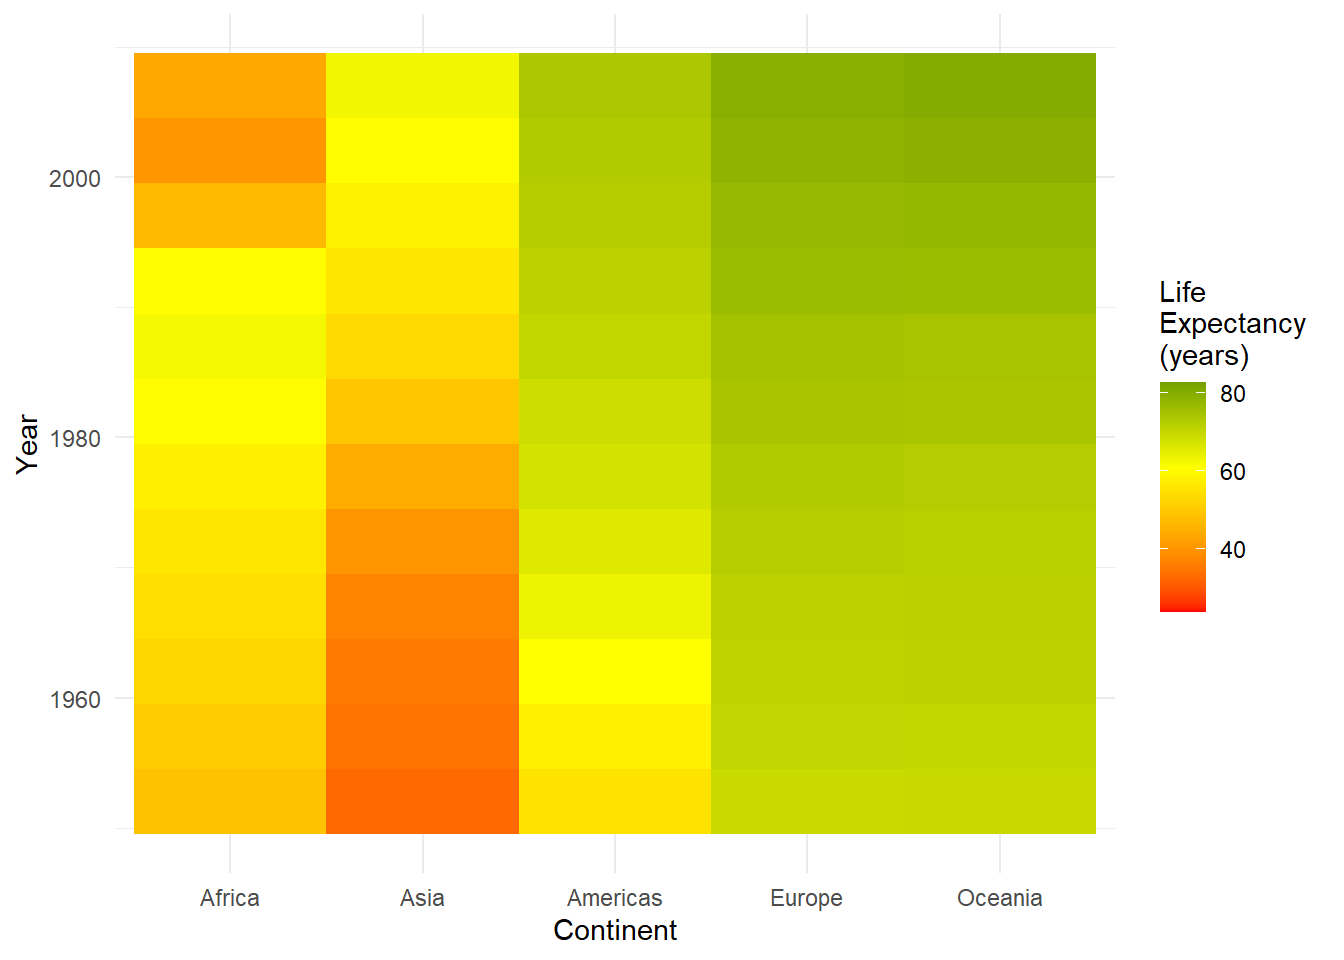 2000
1980
1960
Year
Africa
Asia
Americas
Europe
Oceania
Continent
Life
Expectancy
(years)
80
60
40